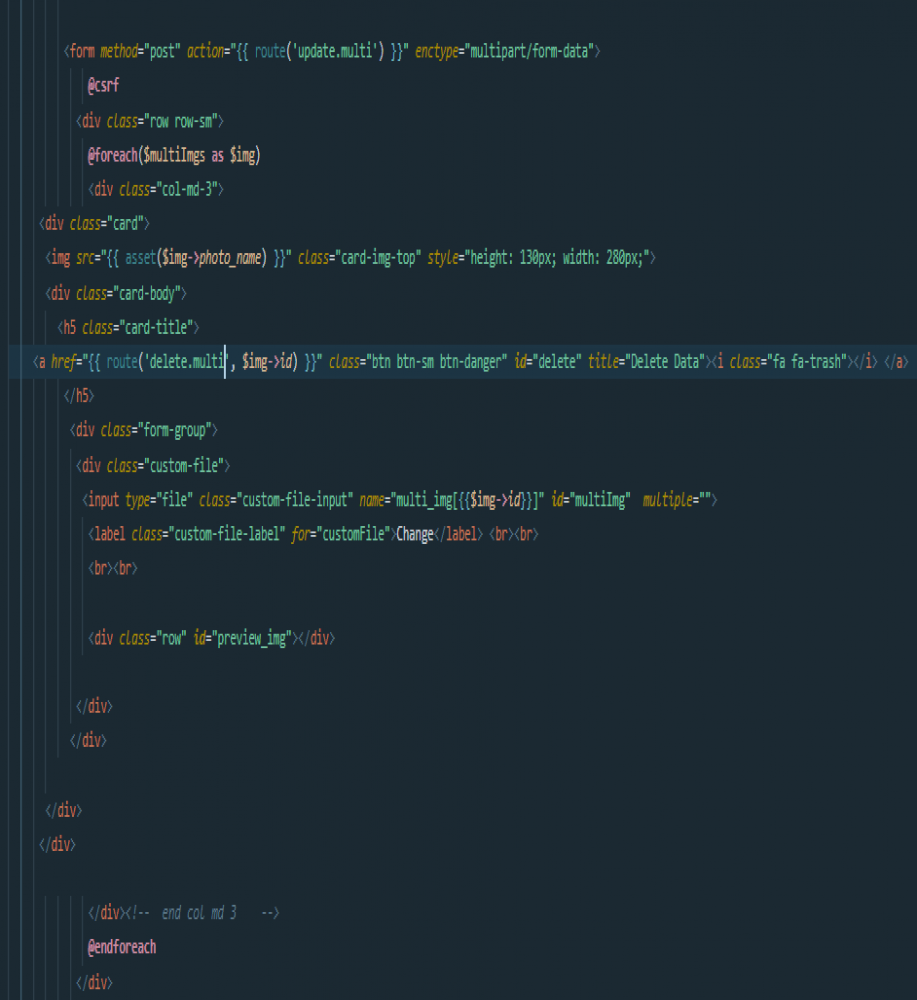 <form method="post" action="{{ route('update.multi') }}" enctype="multipart/form-data">
@csrf
<div class="row row-sm">
@foreach($multiImgs as $img)
<div class="col-md-3">
<div class="card">
<img src="{{ asset($img->photo_name) }}" class="card-img-top" style="height: 130px; width: 280px;">
<div class="card-body">
<h5 class="card-title">
<a href="{{ route('delete.multi', $img->id) }}" class="btn btn-sm btn-danger" id="delete" title="Delete Data"><i class="fa fa-trash"></i> </a>
</h5>
<div class="form-group">
<div class="custom-file">
<input type="file" class="custom-file-input" name="multi_img[{{$img->id}}]" id="multiImg"  multiple="">
<label class="custom-file-label" for="customFile">Change</label> <br><br>
<br><br>
<div class="row" id="preview_img"></div>
</div>
</div>
</div>
</div>
</div><!--  end col md 3    -->
@endforeach
</div>